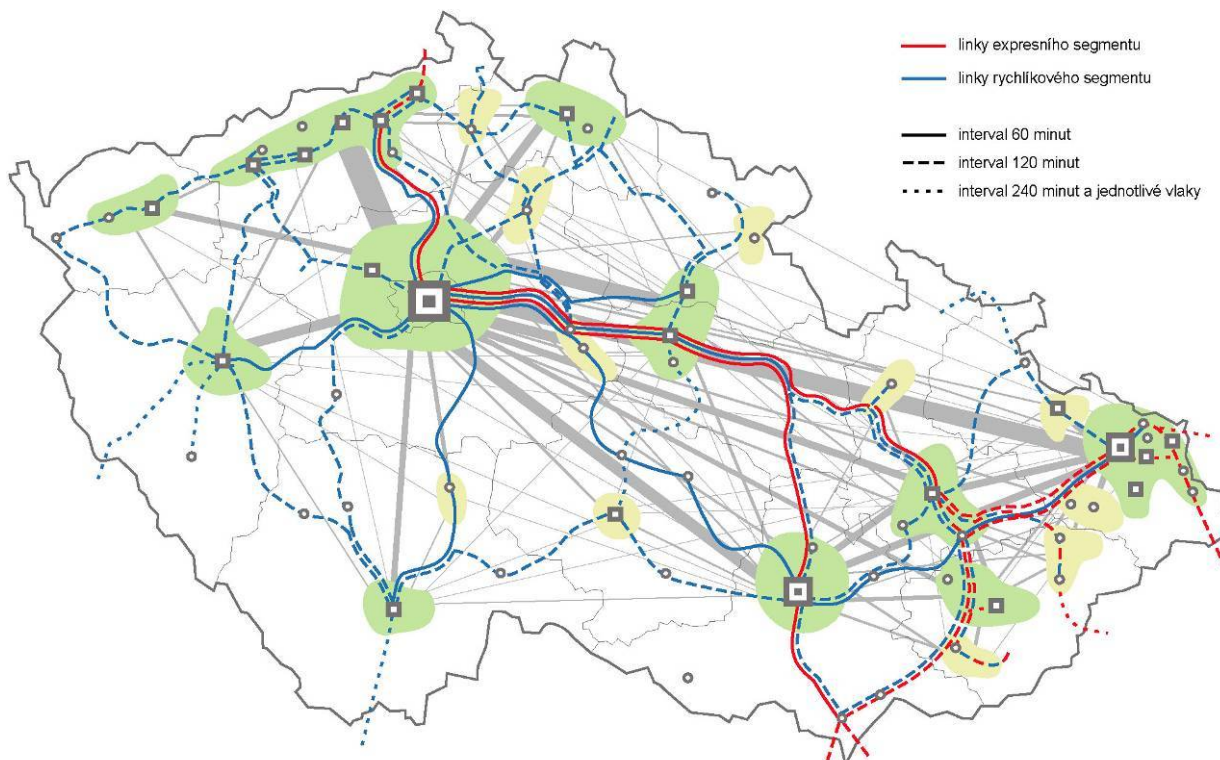 linky expresního segmentu
linky rychlíkového segmentu
interval 60 minut
interval 120 minut
interval 240 minut a jednotlivé vlaky